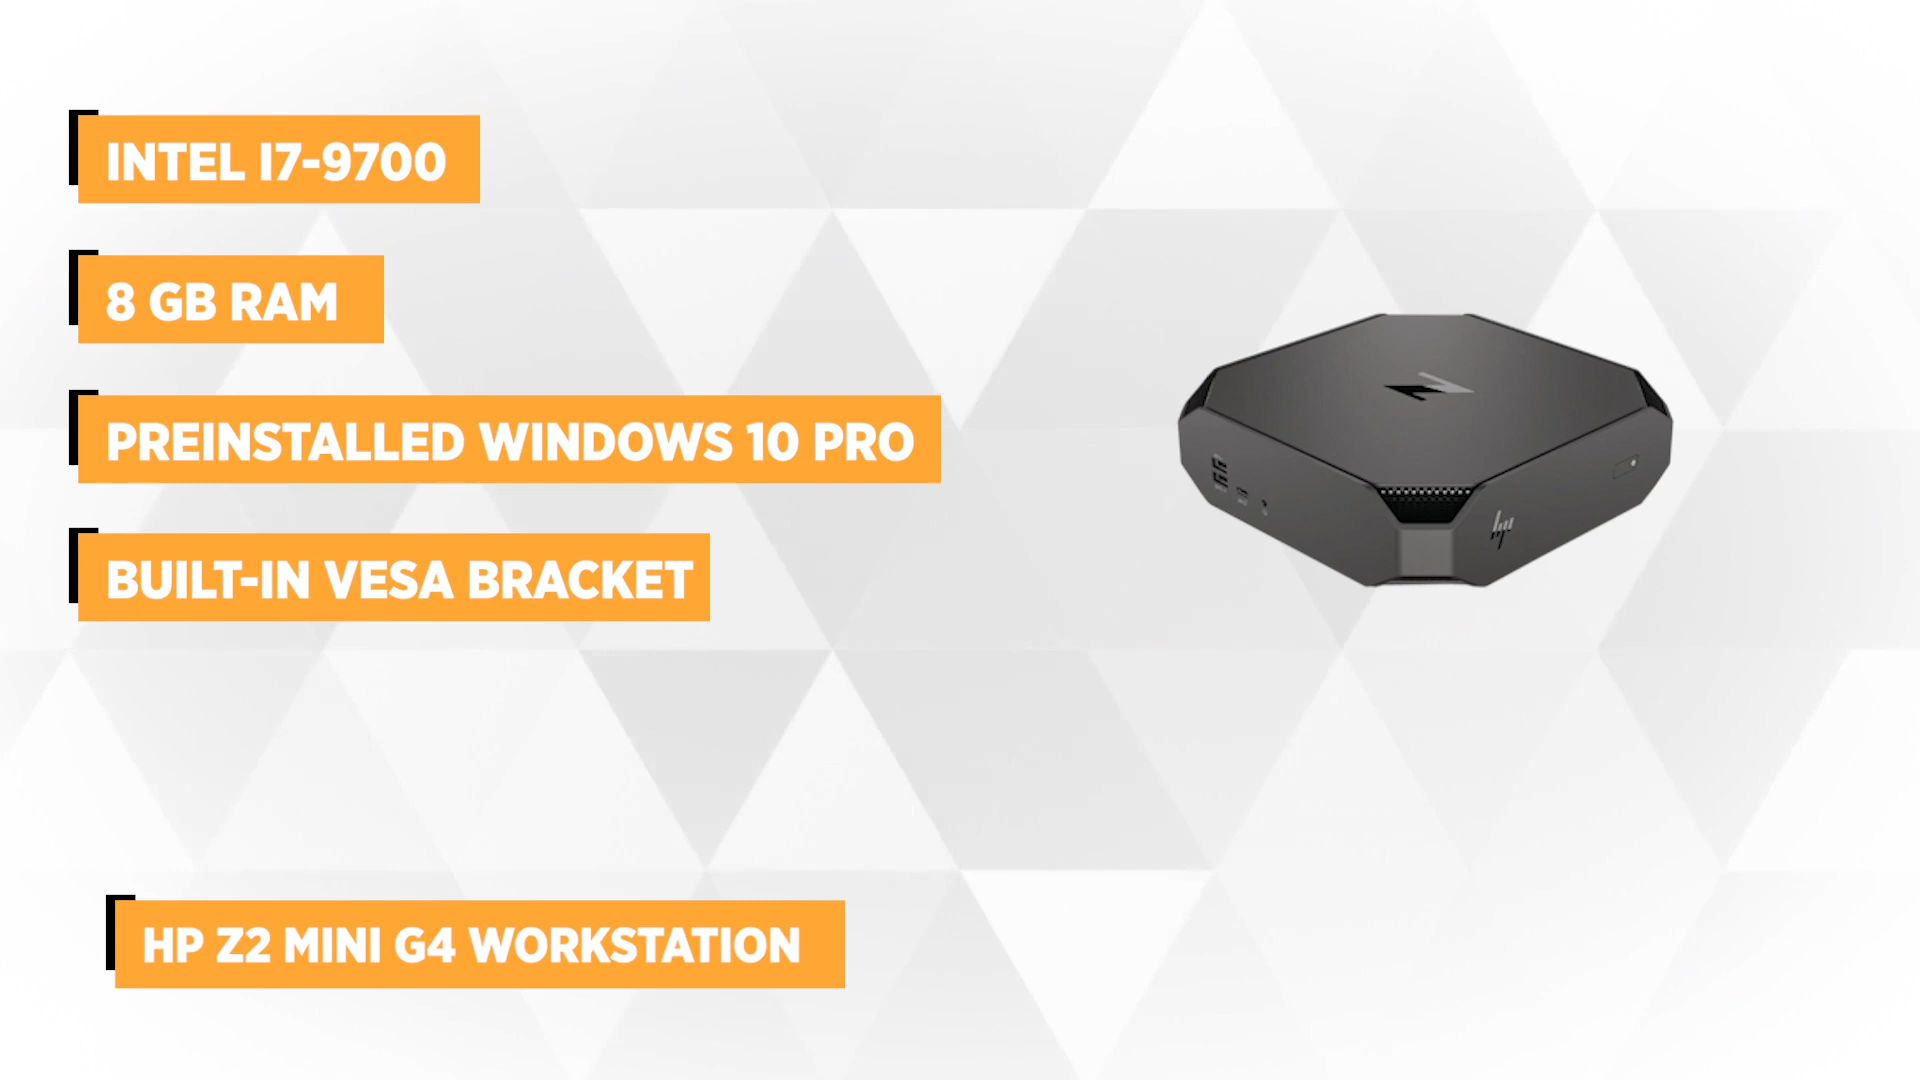 INTEL I7-9700
8 GB RAM
PREINSTALLED WINDOWS 10 PRO
BUILT-IN VESA BRACKET
hp
HP Z2 MINI G4 WORKSTATION